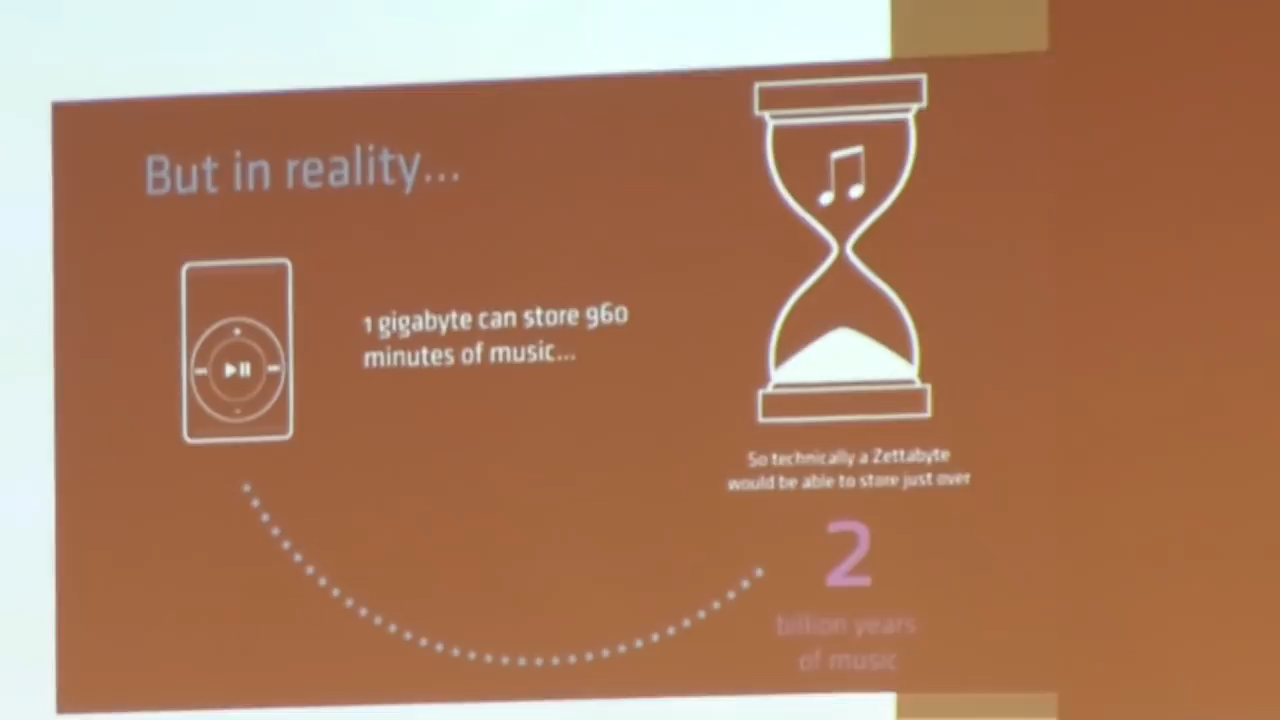 But in reality...
1 gigabyte can store 960
minutes of music...
So technically a Zettabyte
would be able to store just over
2
billion years
of music